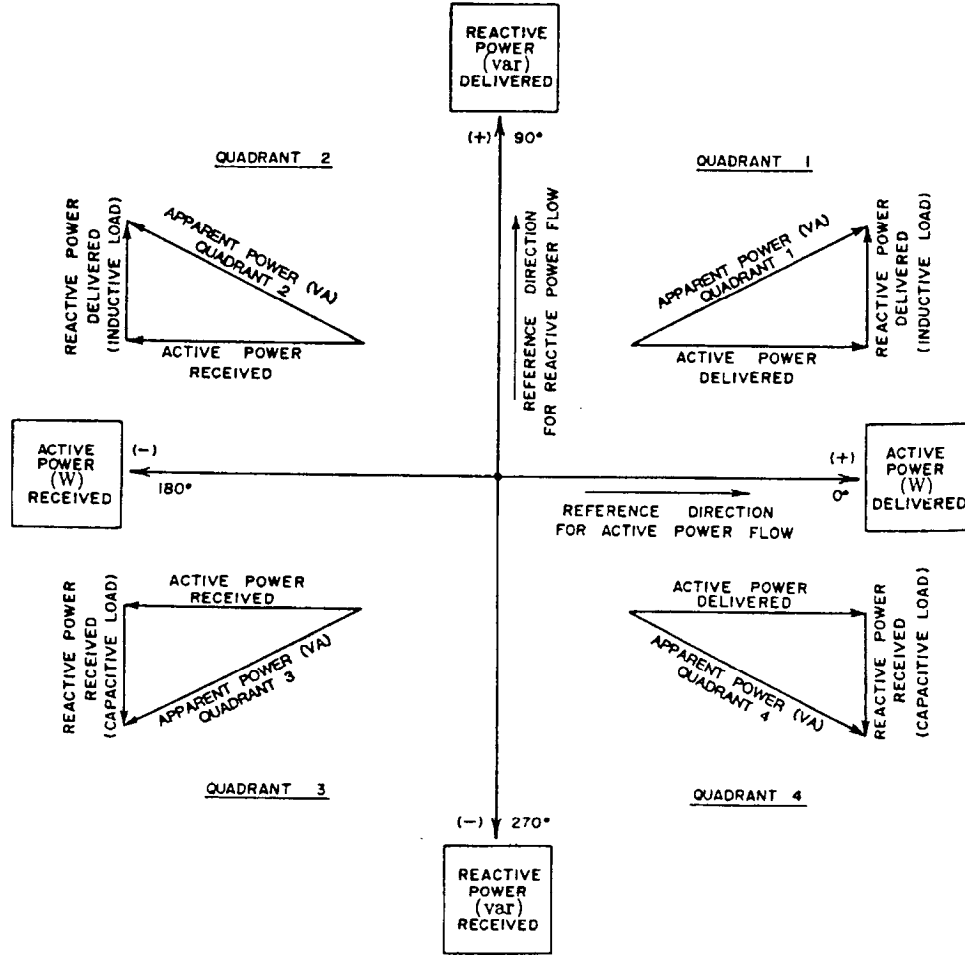 REACTIVE
POWER
(var)
DELIVERED
(+)
90°
QUADRANT 2
QUADRANT 1
REACTIVE POWER
DELIVERED
(INDUCTIVE LOAD)
APPARENT POWER (VA)
QUADRANT 2
ACTIVE POWER
RECEIVED
REFERENCE DIRECTION
FOR REACTIVE POWER FLOW
APPARENT POWER (VA)
QUADRANT 1
ACTIVE POWER
DELIVERED
REACTIVE POWER
DELIVERED
(INDUCTIVE LOAD)
ACTIVE
POWER
(W)
RECEIVED
(-)
180°
(+)
0°
ACTIVE
POWER
(W)
DELIVERED
REFERENCE DIRECTION
FOR ACTIVE POWER FLOW
REACTIVE POWER
RECEIVED
(CAPACITIVE LOAD)
ACTIVE POWER
RECEIVED
APPARENT POWER (VA)
QUADRANT 3
ACTIVE POWER
DELIVERED
APPARENT POWER (VA)
QUADRANT 4
REACTIVE POWER
RECEIVED
(CAPACITIVE LOAD)
QUADRANT 3
QUADRANT 4
(-)
270°
REACTIVE
POWER
(var)
RECEIVED